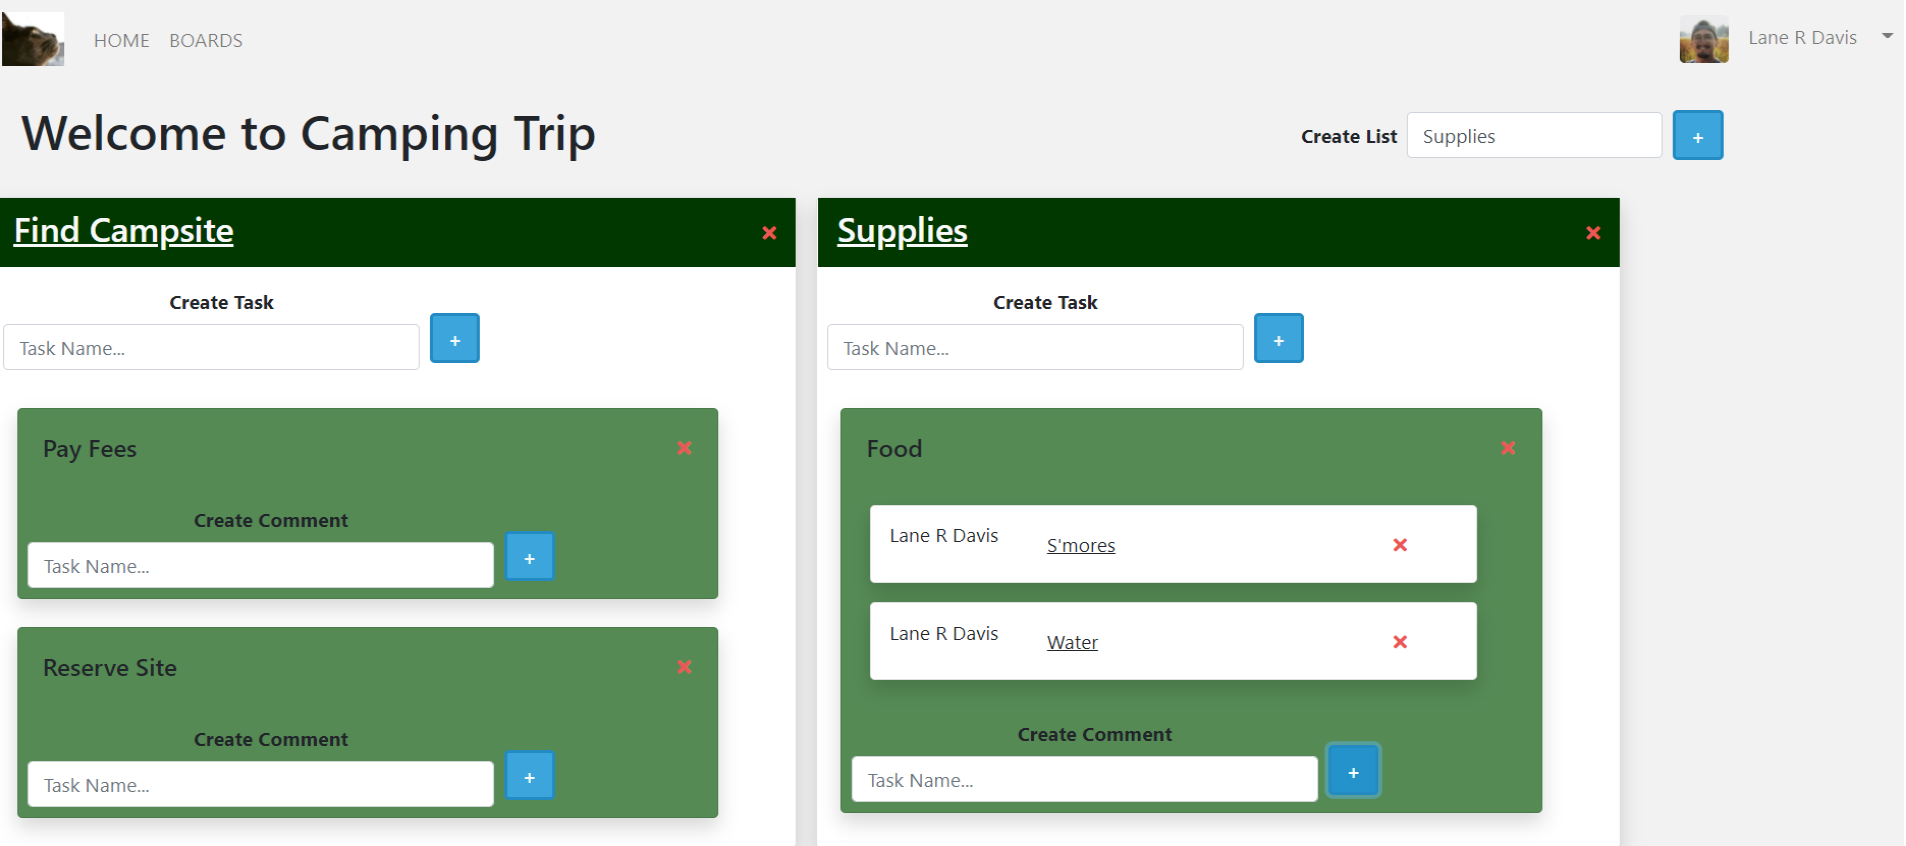 HOME BOARDS
Lane R Davis
Welcome to Camping Trip
Create List Supplies +
Find Campsite
Create Task
Task Name... +
Pay Fees
Create Comment
Task Name... +
Reserve Site
Create Comment
Task Name... +
Supplies
Create Task
Task Name... +
Food
Lane R Davis S'mores
Lane R Davis Water
Create Comment
Task Name... +